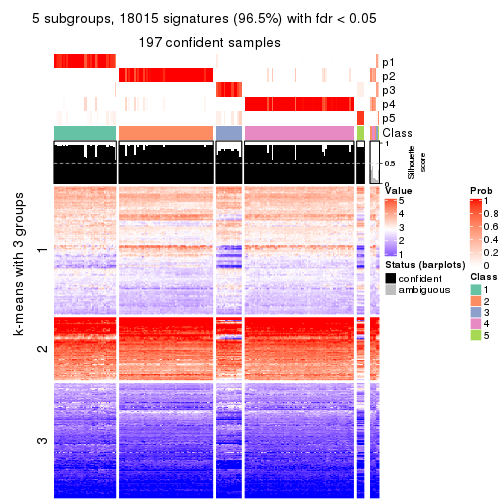 5 subgroups, 18015 signatures (96.5%) with fdr < 0.05
197 confident samples
p1
p2
p3
p4
p5
Class
1
0.5
0
Silhouette
score
k-means with 3 groups
1
2
3
Value
5
4
3
2
1
Status (barplots)
confident
ambiguous
Prob
1
0.8
0.6
0.4
0.2
0
Class
1
2
3
4
5